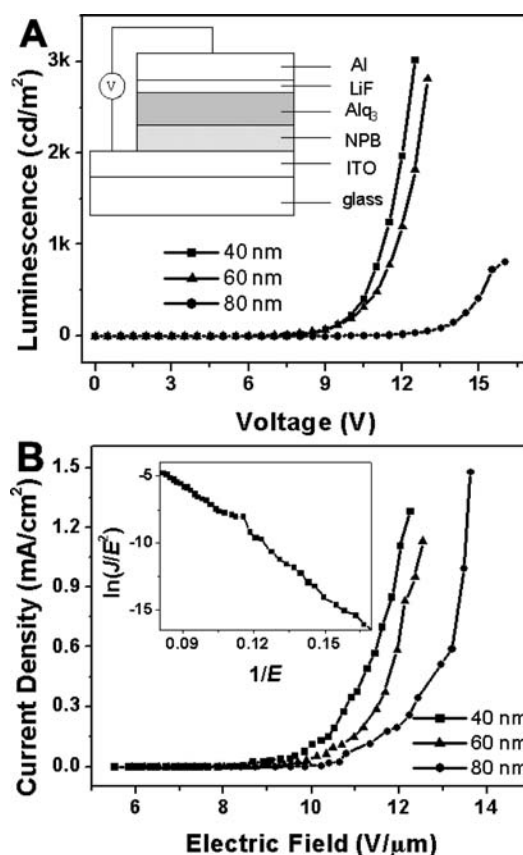 A
Luminescence (cd/m²)
3k
2k
1k
0
V
Al
LiF
Alq₃
NPB
ITO
glass
40 nm
60 nm
80 nm
0 3 6 9 12 15
Voltage (V)
B
Current Density (mA/cm²)
1.5
1.2
0.9
0.6
0.3
0.0
ln(J/E²)
-5
-10
-15
0.09 0.12 0.15
1/E
40 nm
60 nm
80 nm
6 8 10 12 14
Electric Field (V/μm)